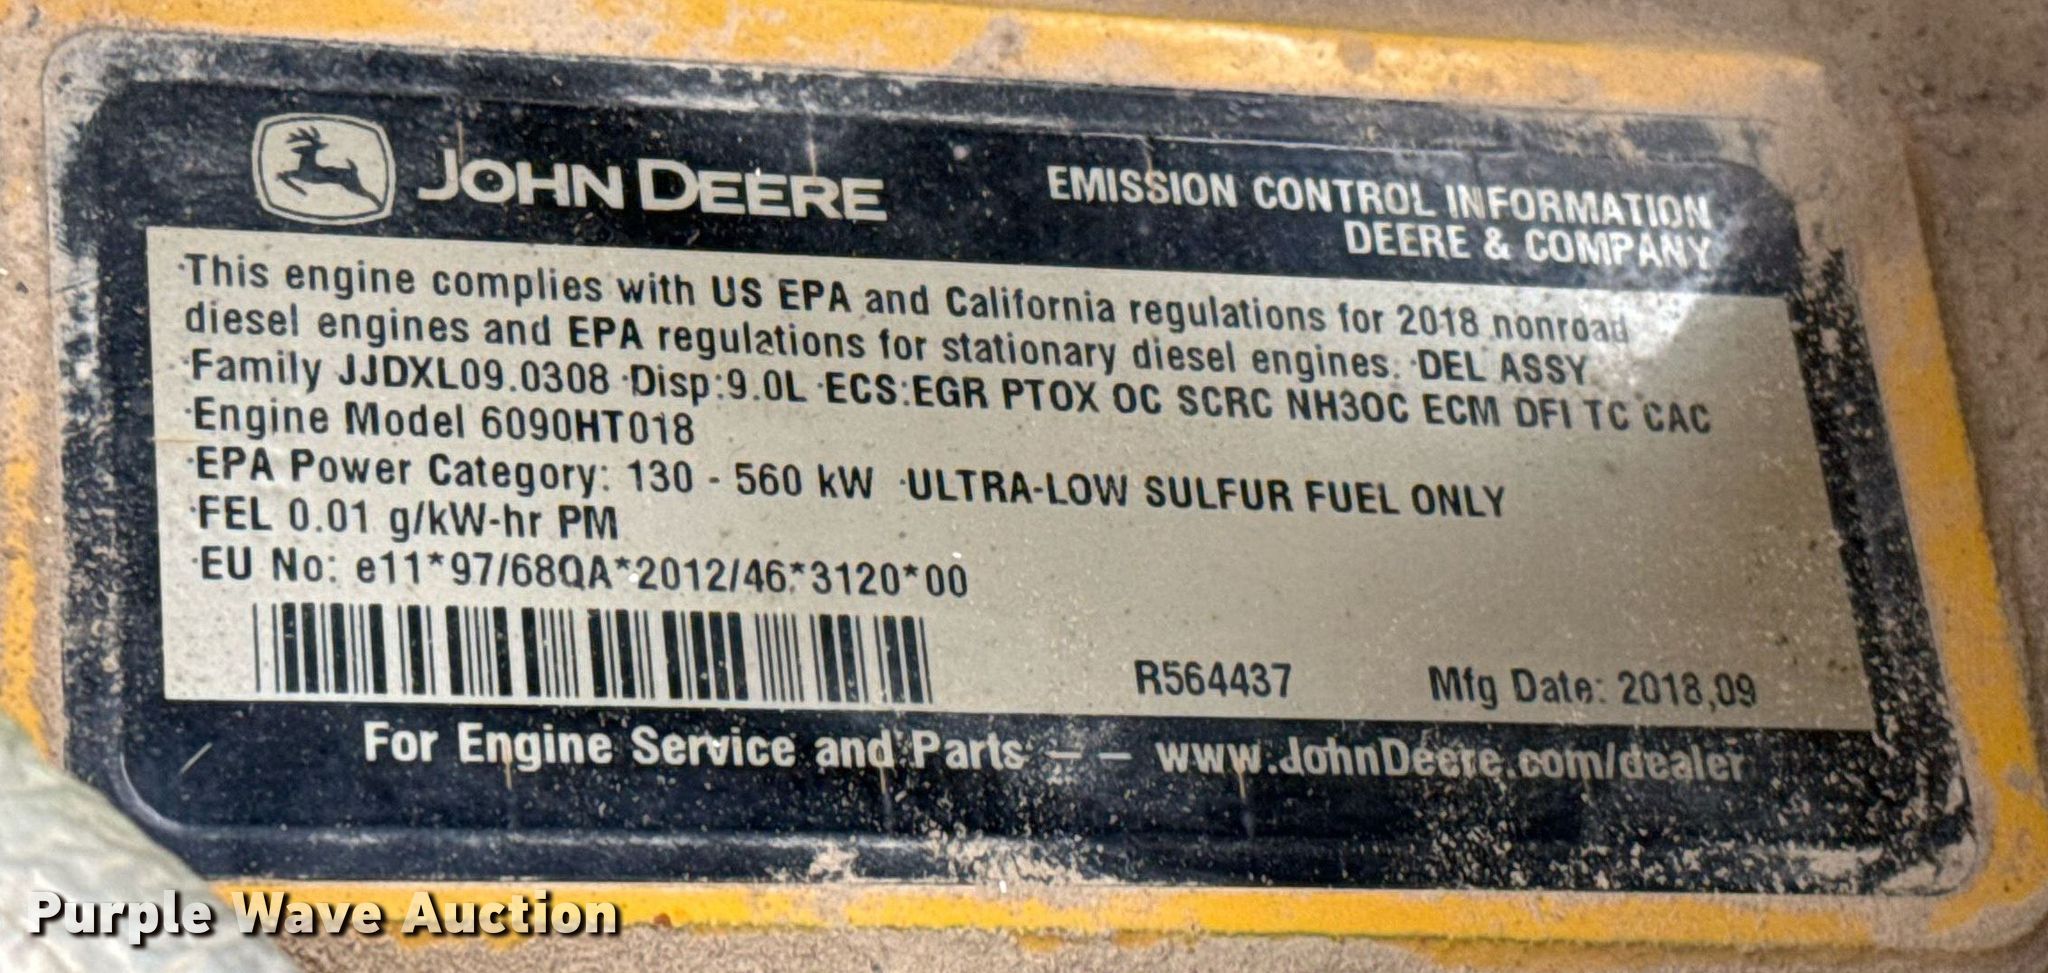 JOHN DEERE
EMISSION CONTROL INFORMATION
DEERE & COMPANY
·This engine complies with US EPA and California regulations for 2018 nonroad
diesel engines and EPA regulations for stationary diesel engines. ·DEL ASSY
·Family JJDXL09.0308 ·Disp:9.0L ·ECS:EGR PTOX OC SCRC NH3OC ECM DFI TC CAC
·Engine Model 6090HT018
·EPA Power Category: 130 - 560 kW ·ULTRA-LOW SULFUR FUEL ONLY
·FEL 0.01 g/kW-hr PM
·EU No: e11*97/68QA*2012/46*3120*00
R564437
Mfg Date: 2018,09
For Engine Service and Parts - - www.JohnDeere.com/dealer
Purple Wave Auction